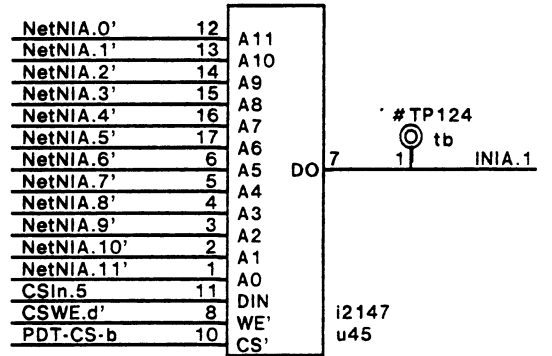 NetNIA.0' 12 A11
NetNIA.1' 13 A10
NetNIA.2' 14 A9
NetNIA.3' 15 A8
NetNIA.4' 16 A7
NetNIA.5' 17 A6
NetNIA.6' 6 A5 DO 7 1 INIA.1
NetNIA.7' 5 A4
NetNIA.8' 4 A3
NetNIA.9' 3 A2
NetNIA.10' 2 A1
NetNIA.11' 1 A0
CSIn.5 11 DIN
CSWE.d' 8 WE'
PDT-CS-b 10 CS'
#TP124
tb
i2147
u45